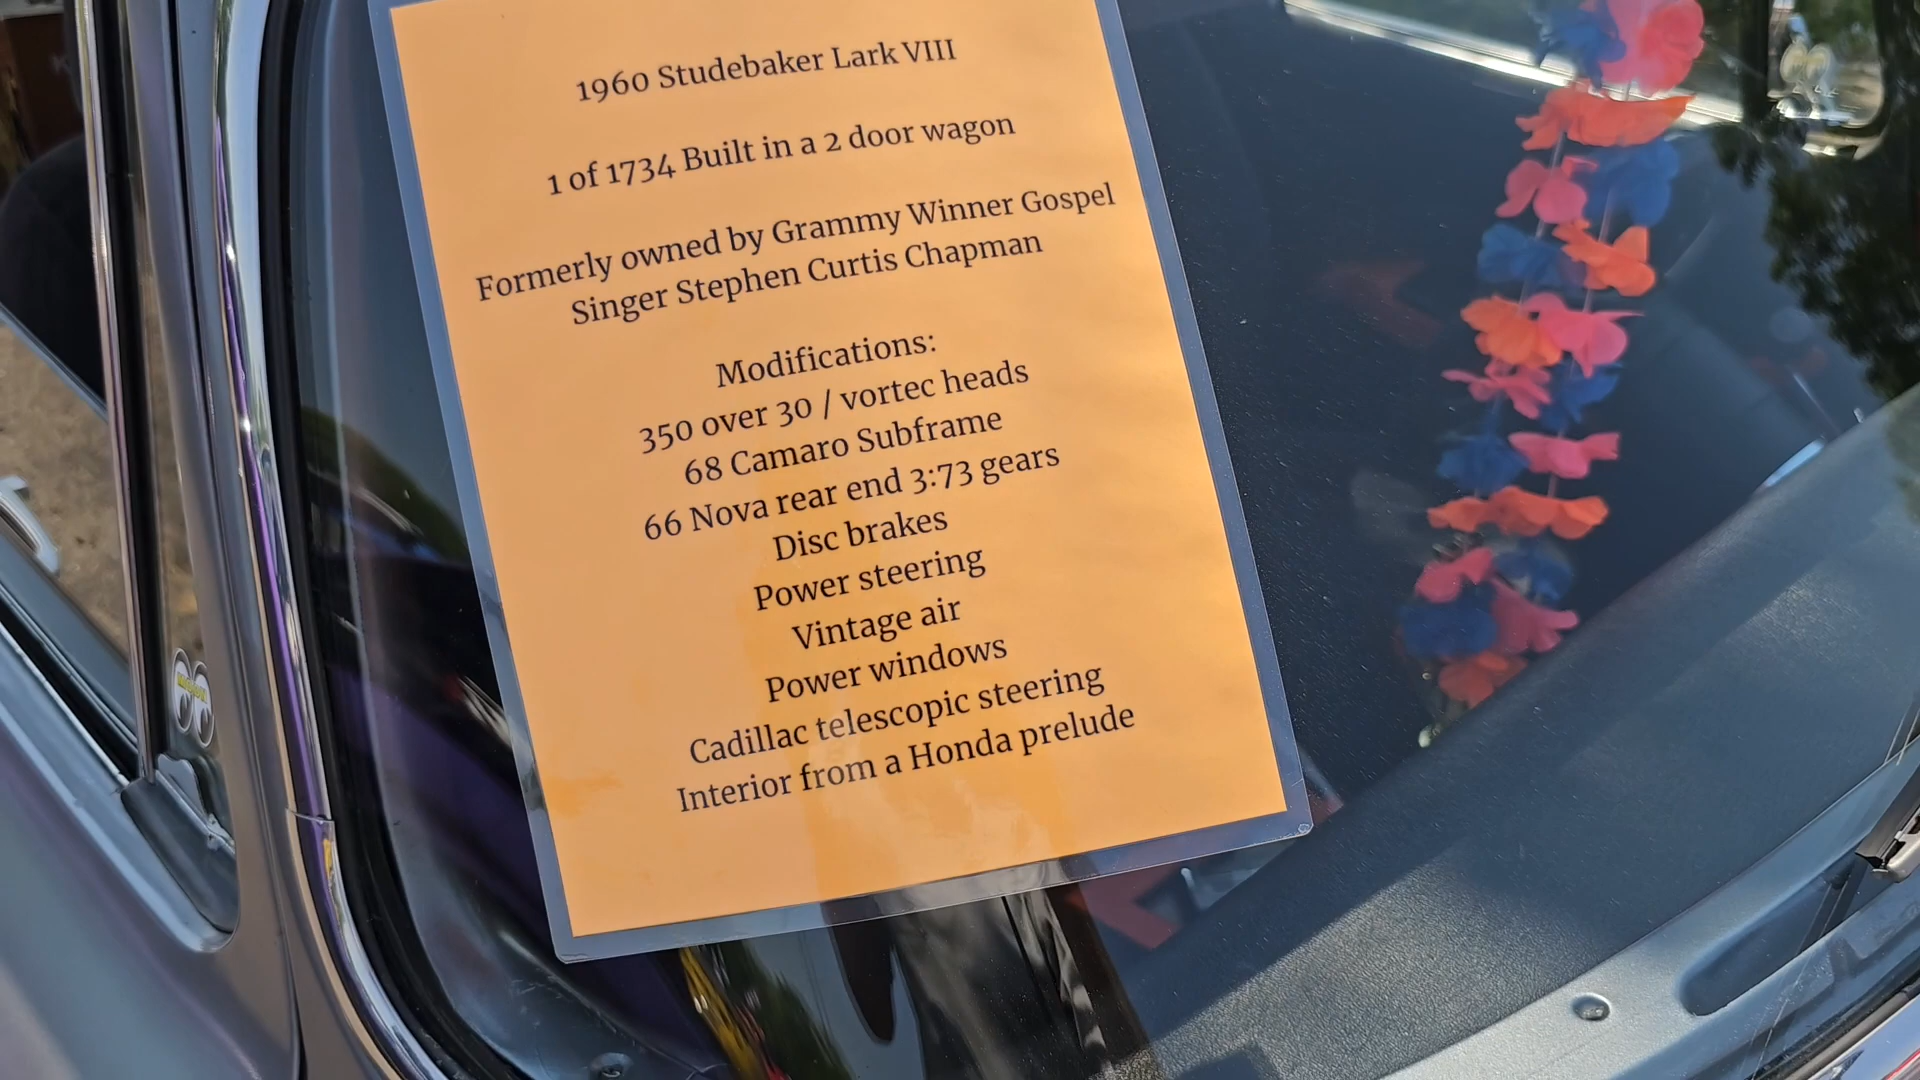 1960 Studebaker Lark VIII
1 of 1734 Built in a 2 door wagon
Formerly owned by Grammy Winner Gospel
Singer Stephen Curtis Chapman
Modifications:
350 over 30 / vortec heads
68 Camaro Subframe
66 Nova rear end 3:73 gears
Disc brakes
Power steering
Vintage air
Power windows
Cadillac telescopic steering
Interior from a Honda prelude